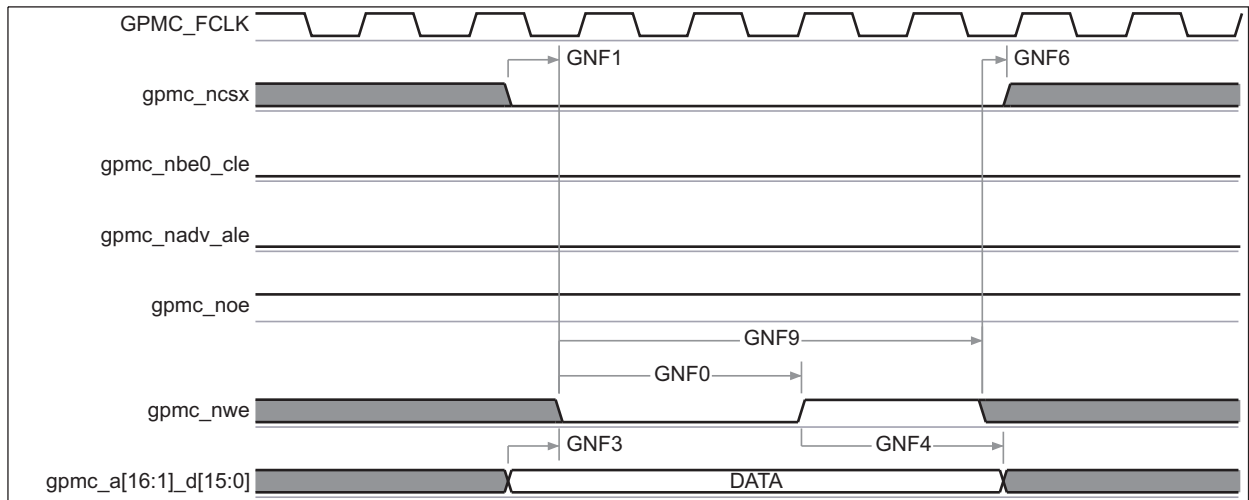 GPMC_FCLK
GNF1
GNF6
gpmc_ncsx
gpmc_nbe0_cle
gpmc_nadv_ale
gpmc_noe
GNF9
GNF0
gpmc_nwe
GNF3
GNF4
gpmc_a[16:1]_d[15:0]
DATA